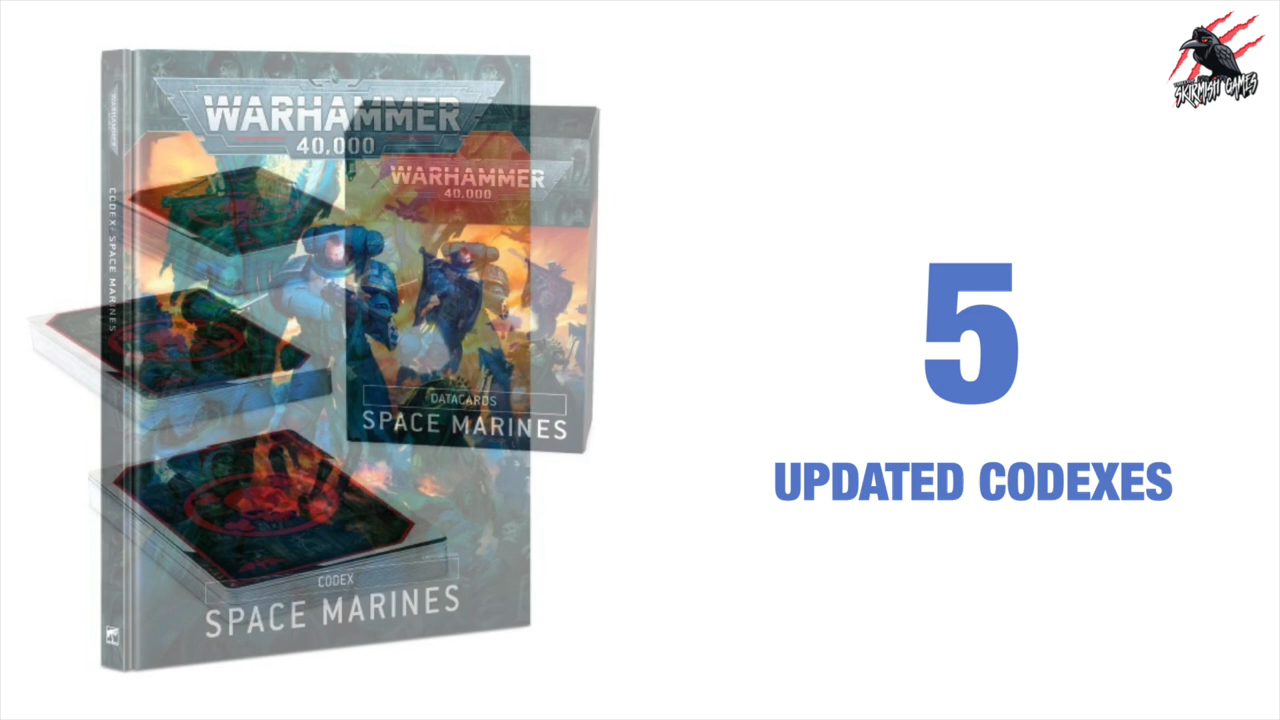 WARHAMMER
40,000
CODEX: SPACE MARINES
WARHAMMER
40,000
DATACARDS
SPACE MARINES
CODEX
SPACE MARINES
SKIRMISH GAMES
5
UPDATED CODEXES